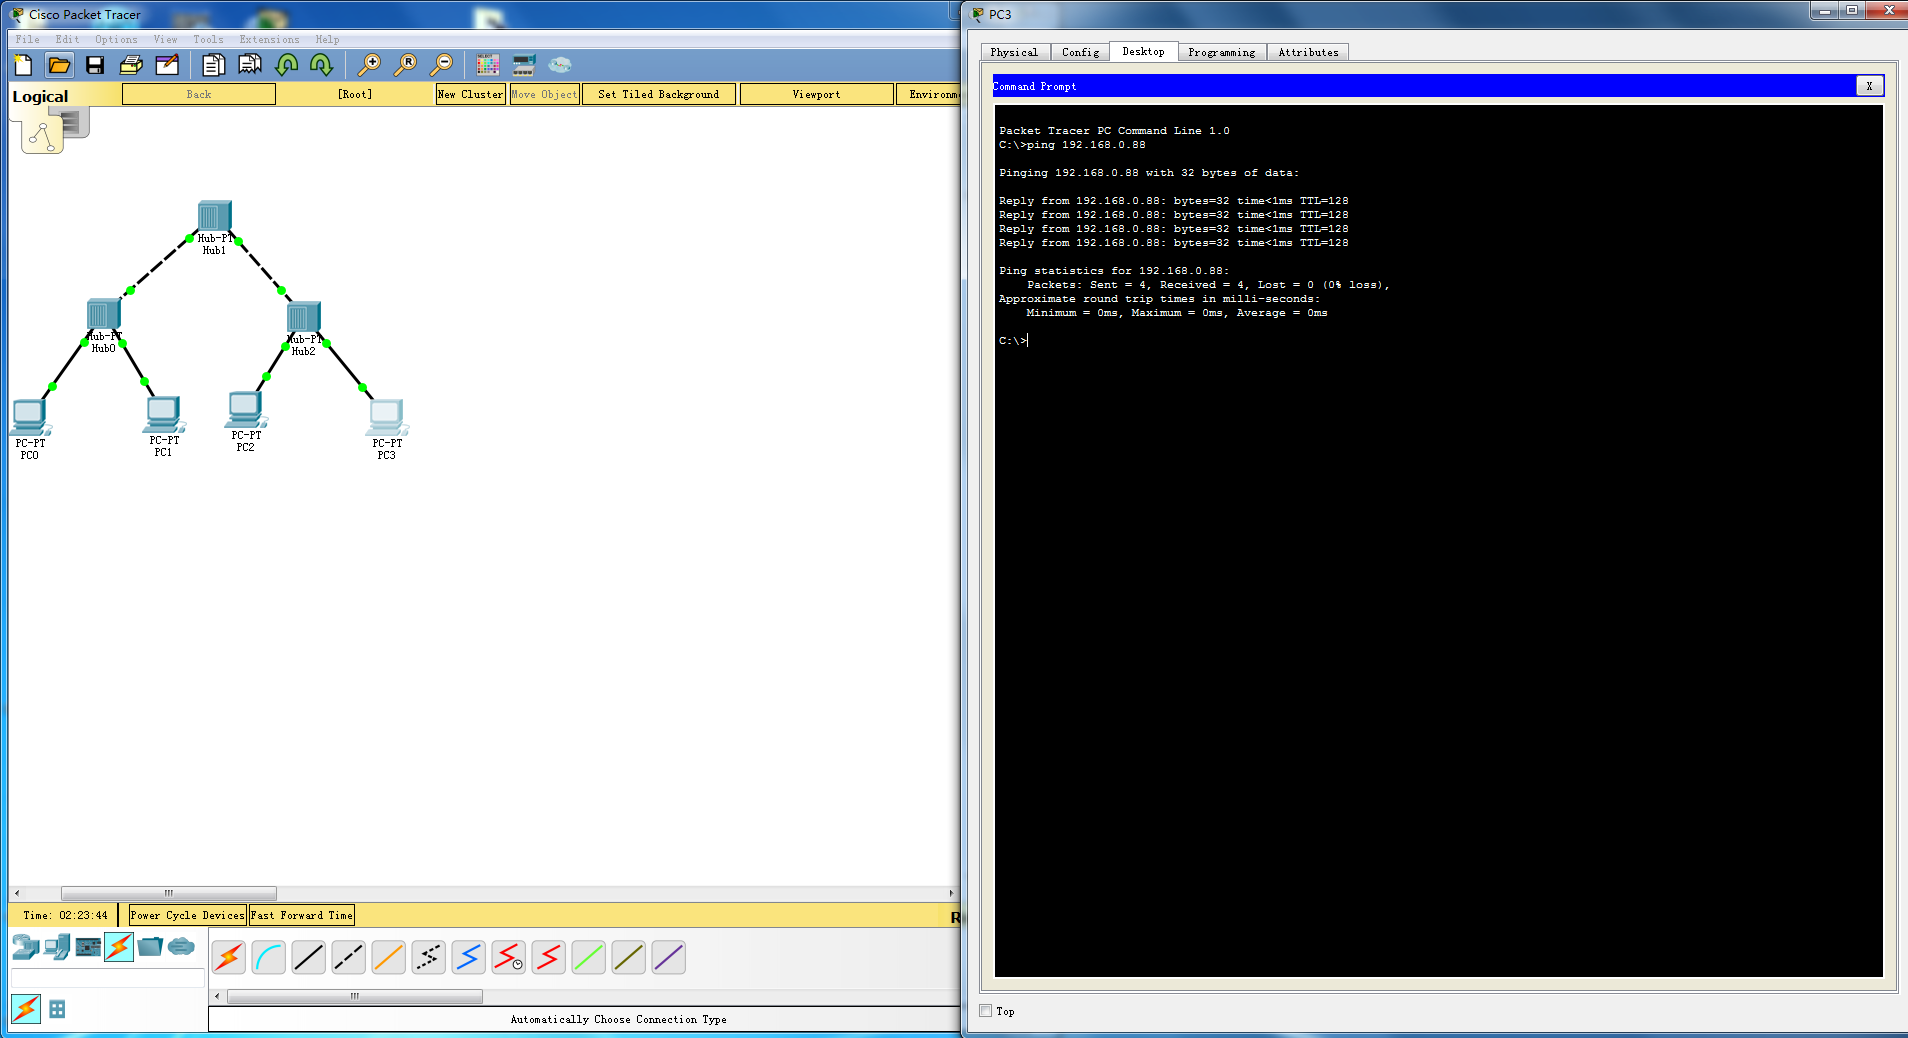 Cisco Packet Tracer
File Edit Options View Tools Extensions Help
Logical
Back
[Root]
New Cluster
Move Object
Set Tiled Background
Viewport
Hub-PT
Hub1
Hub-PT
Hub0
Hub-PT
Hub2
PC-PT
PC0
PC-PT
PC1
PC-PT
PC2
PC-PT
PC3
Time: 02:23:44
Power Cycle Devices
Fast Forward Time
R
Automatically Choose Connection Type
PC3
Physical
Config
Desktop
Programming
Attributes
Command Prompt
X
Packet Tracer PC Command Line 1.0
C:\>ping 192.168.0.88
Pinging 192.168.0.88 with 32 bytes of data:
Reply from 192.168.0.88: bytes=32 time<1ms TTL=128
Reply from 192.168.0.88: bytes=32 time<1ms TTL=128
Reply from 192.168.0.88: bytes=32 time<1ms TTL=128
Reply from 192.168.0.88: bytes=32 time<1ms TTL=128
Ping statistics for 192.168.0.88:
Packets: Sent = 4, Received = 4, Lost = 0 (0% loss),
Approximate round trip times in milli-seconds:
Minimum = 0ms, Maximum = 0ms, Average = 0ms
C:\>
Top